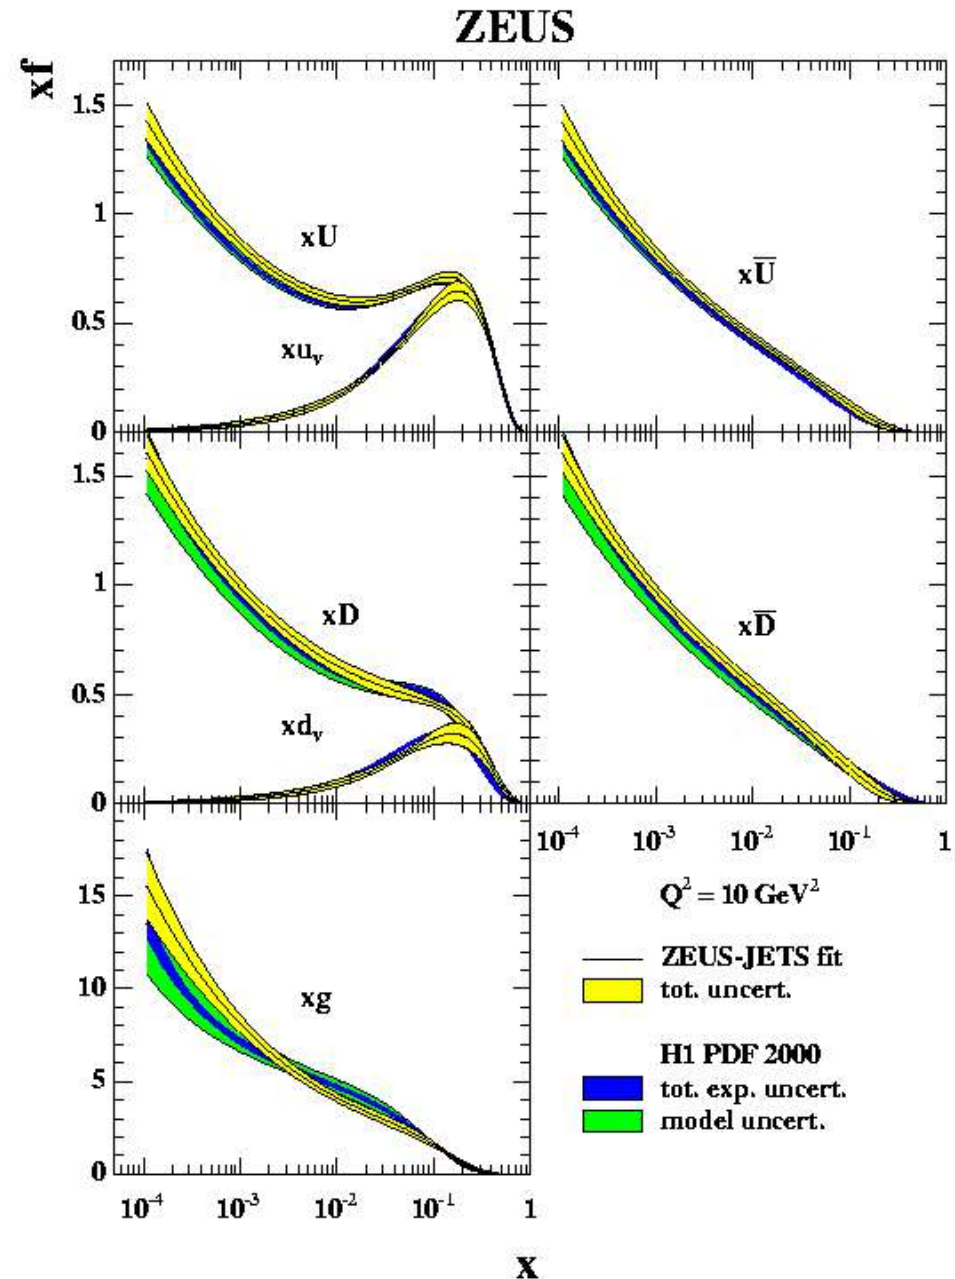 ZEUS
xf
1.5
1
0.5
0
xU
xu_v
xU̅
1.5
1
0.5
0
xD
xd_v
xD̅
10^-4 10^-3 10^-2 10^-1 1
15
10
5
0
xg
Q^2 = 10 GeV^2
ZEUS-JETS fit
tot. uncert.
H1 PDF 2000
tot. exp. uncert.
model uncert.
10^-4 10^-3 10^-2 10^-1 1
x